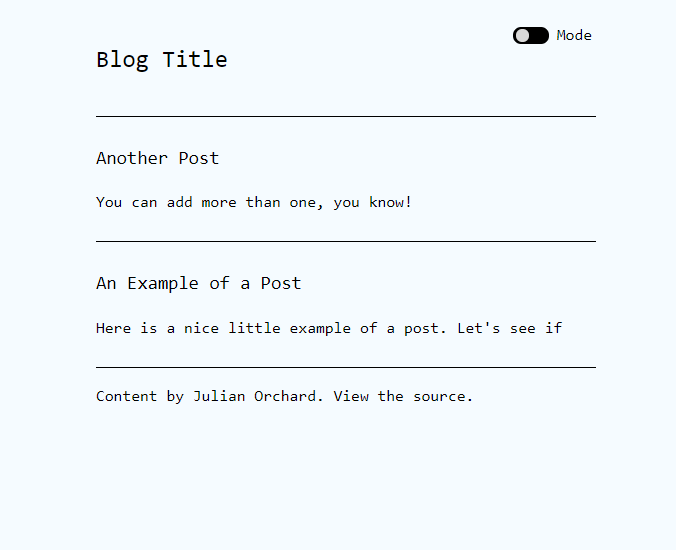 Mode
Blog Title
Another Post
You can add more than one, you know!
An Example of a Post
Here is a nice little example of a post. Let's see if
Content by Julian Orchard. View the source.